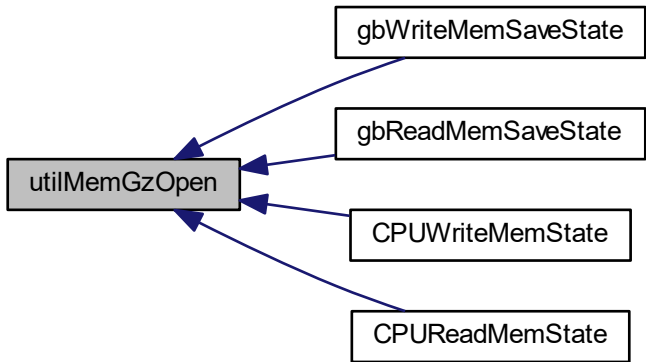 gbWriteMemSaveState
gbReadMemSaveState
utilMemGzOpen
CPUWriteMemState
CPUReadMemState